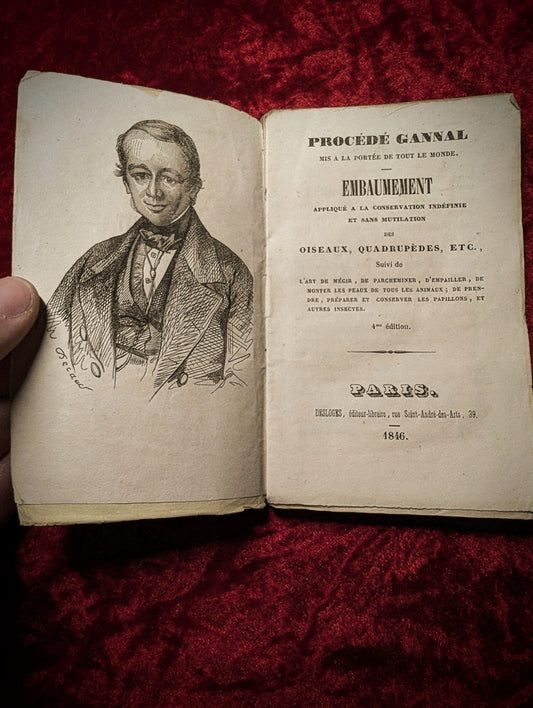 PROCÉDÉ GANNAL
MIS A LA PORTÉE DE TOUT LE MONDE.
EMBAUMEMENT
APPLIQUÉ A LA CONSERVATION INDÉFINIE
ET SANS MUTILATION
DES
OISEAUX, QUADRUPÈDES, ETC.,
Suivi de
L'ART DE MÉGIR, DE PARCHEMINER, D'EMPAILLER, DE
MONTER LES PEAUX DE TOUS LES ANIMAUX; DE PREN-
DRE, PRÉPARER ET CONSERVER LES PAPILLONS, ET
AUTRES INSECTES.
4me édition.
PARIS.
DESLOGES, éditeur-libraire, rue Saint-André-des-Arts, 39.
1846.